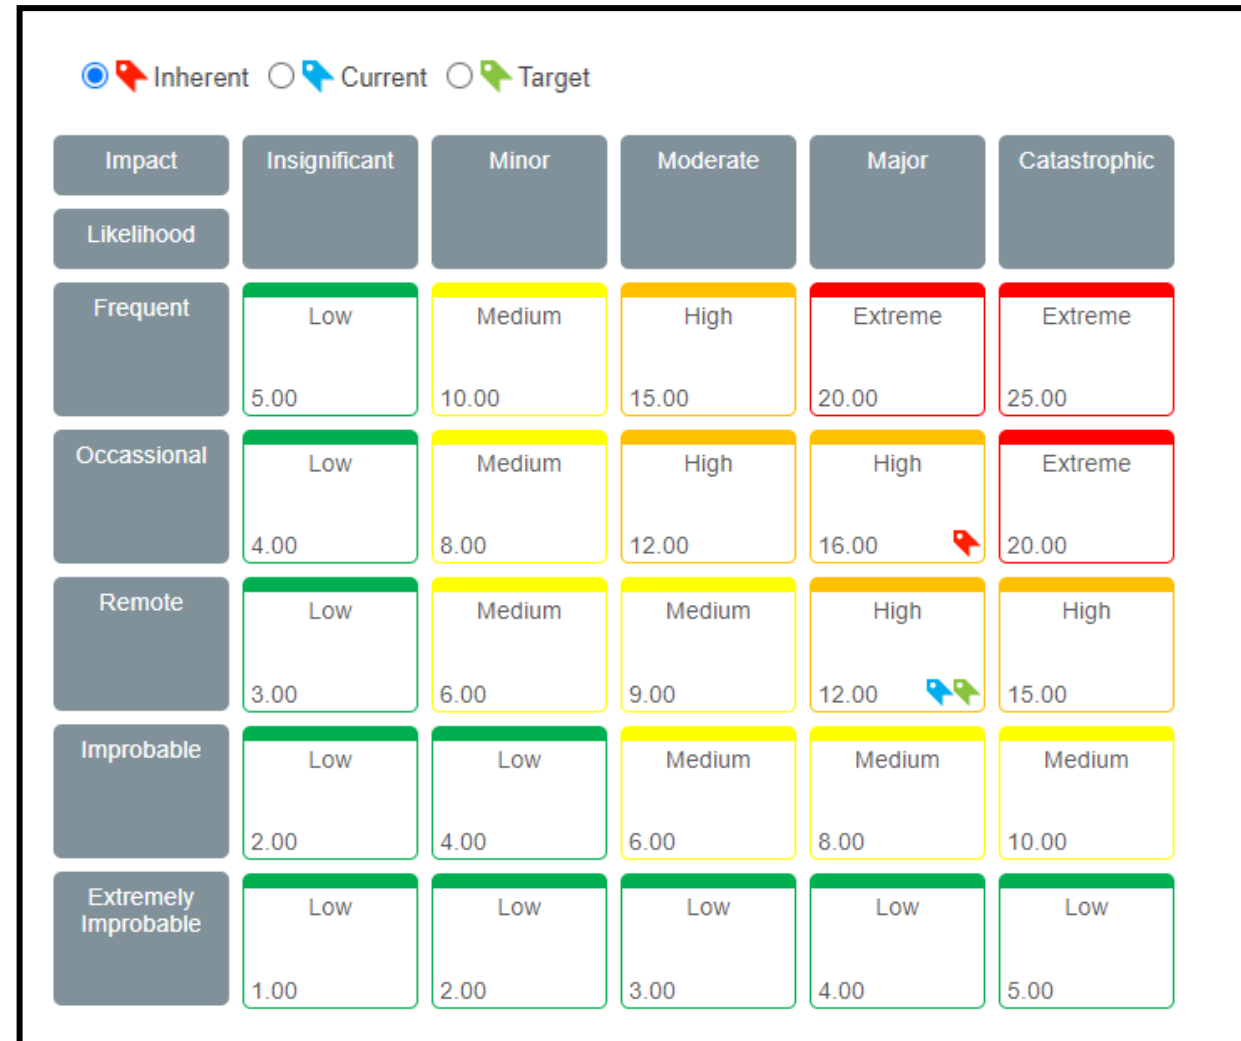 Inherent Current Target
Impact Insignificant Minor Moderate Major Catastrophic
Likelihood
Frequent Low Medium High Extreme Extreme
5.00 10.00 15.00 20.00 25.00
Occassional Low Medium High High Extreme
4.00 8.00 12.00 16.00 20.00
Remote Low Medium Medium High High
3.00 6.00 9.00 12.00 15.00
Improbable Low Low Medium Medium Medium
2.00 4.00 6.00 8.00 10.00
Extremely
Improbable Low Low Low Low Low
1.00 2.00 3.00 4.00 5.00